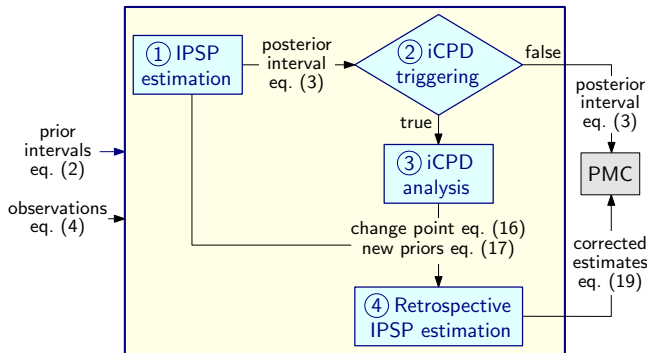 ① IPSP
estimation
posterior
interval
eq. (3)
② iCPD
triggering
false
true
posterior
interval
eq. (3)
prior
intervals
eq. (2)
③ iCPD
analysis
PMC
observations
eq. (4)
change point eq. (16)
new priors eq. (17)
corrected
estimates
eq. (19)
④ Retrospective
IPSP estimation